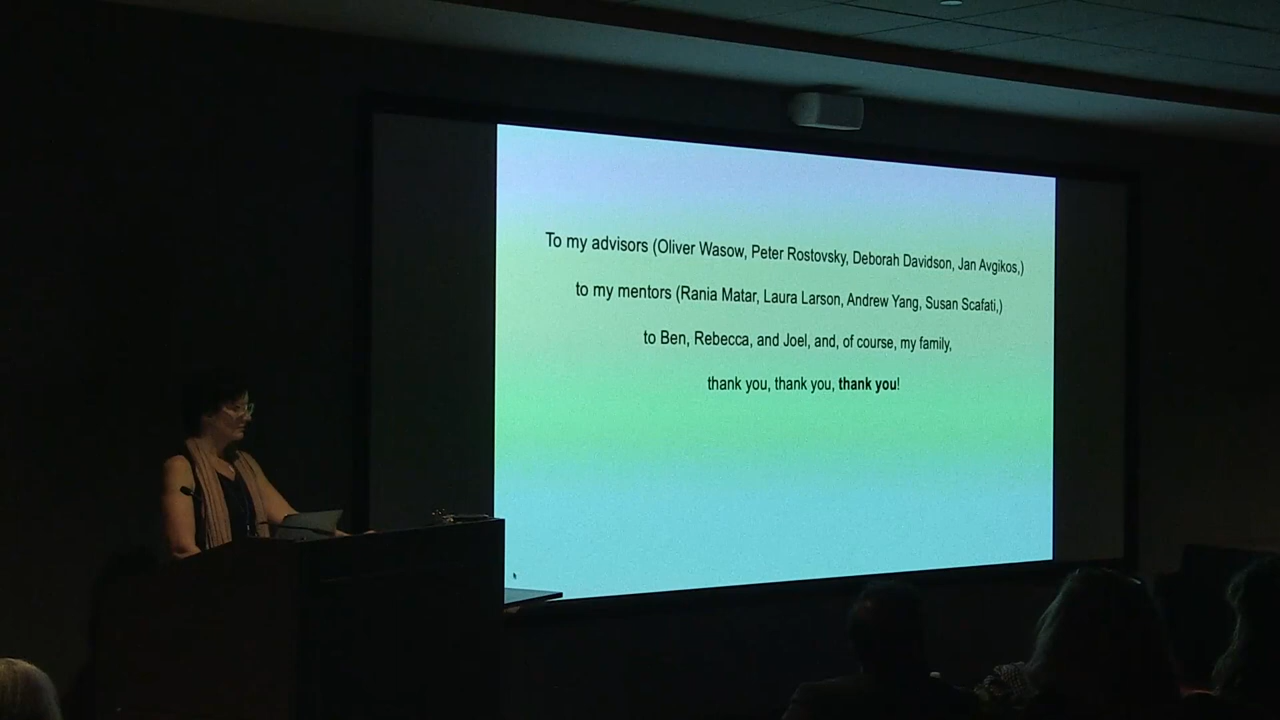 To my advisors (Oliver Wasow, Peter Rostovsky, Deborah Davidson, Jan Avgikos,)
to my mentors (Rania Matar, Laura Larson, Andrew Yang, Susan Scafati,)
to Ben, Rebecca, and Joel, and, of course, my family,
thank you, thank you, thank you!